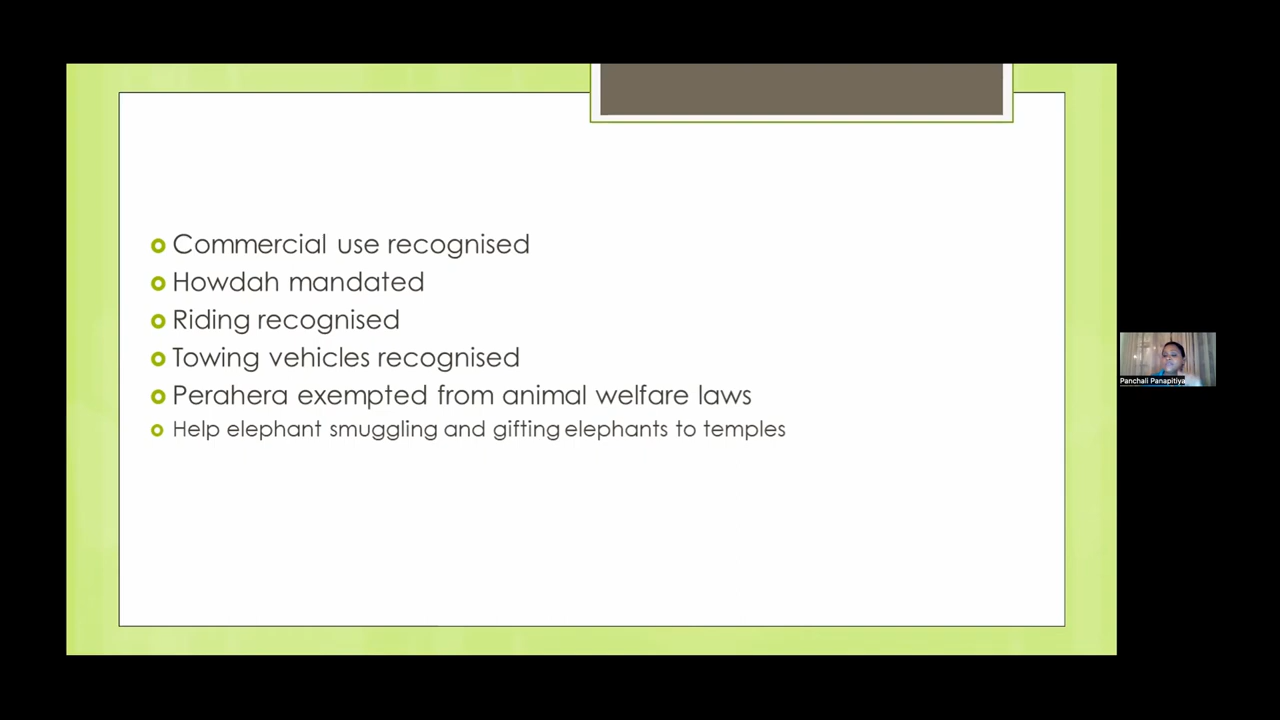 Commercial use recognised
Howdah mandated
Riding recognised
Towing vehicles recognised
Perahera exempted from animal welfare laws
Help elephant smuggling and gifting elephants to temples
Panchali Panapitiya